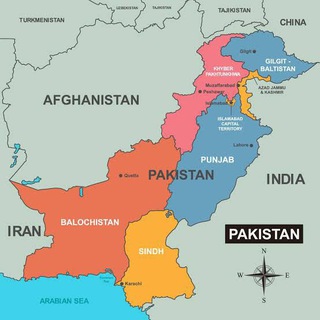 UZBEKISTAN
TAJIKISTAN
TAJIKISTAN
TURKMENISTAN
CHINA
Gilgit
GILGIT -
BALTISTAN
KHYBER
PAKHTUNKHWA
Muzaffarabad
Peshawar
AZAD JAMMU
& KASHMIR
Islamabad
AFGHANISTAN
ISLAMABAD
CAPITAL
TERRITORY
Lahore
PUNJAB
Quetta
PAKISTAN
INDIA
BALOCHISTAN
IRAN
PAKISTAN
SINDH
N
W
E
S
Karachi
ARABIAN SEA